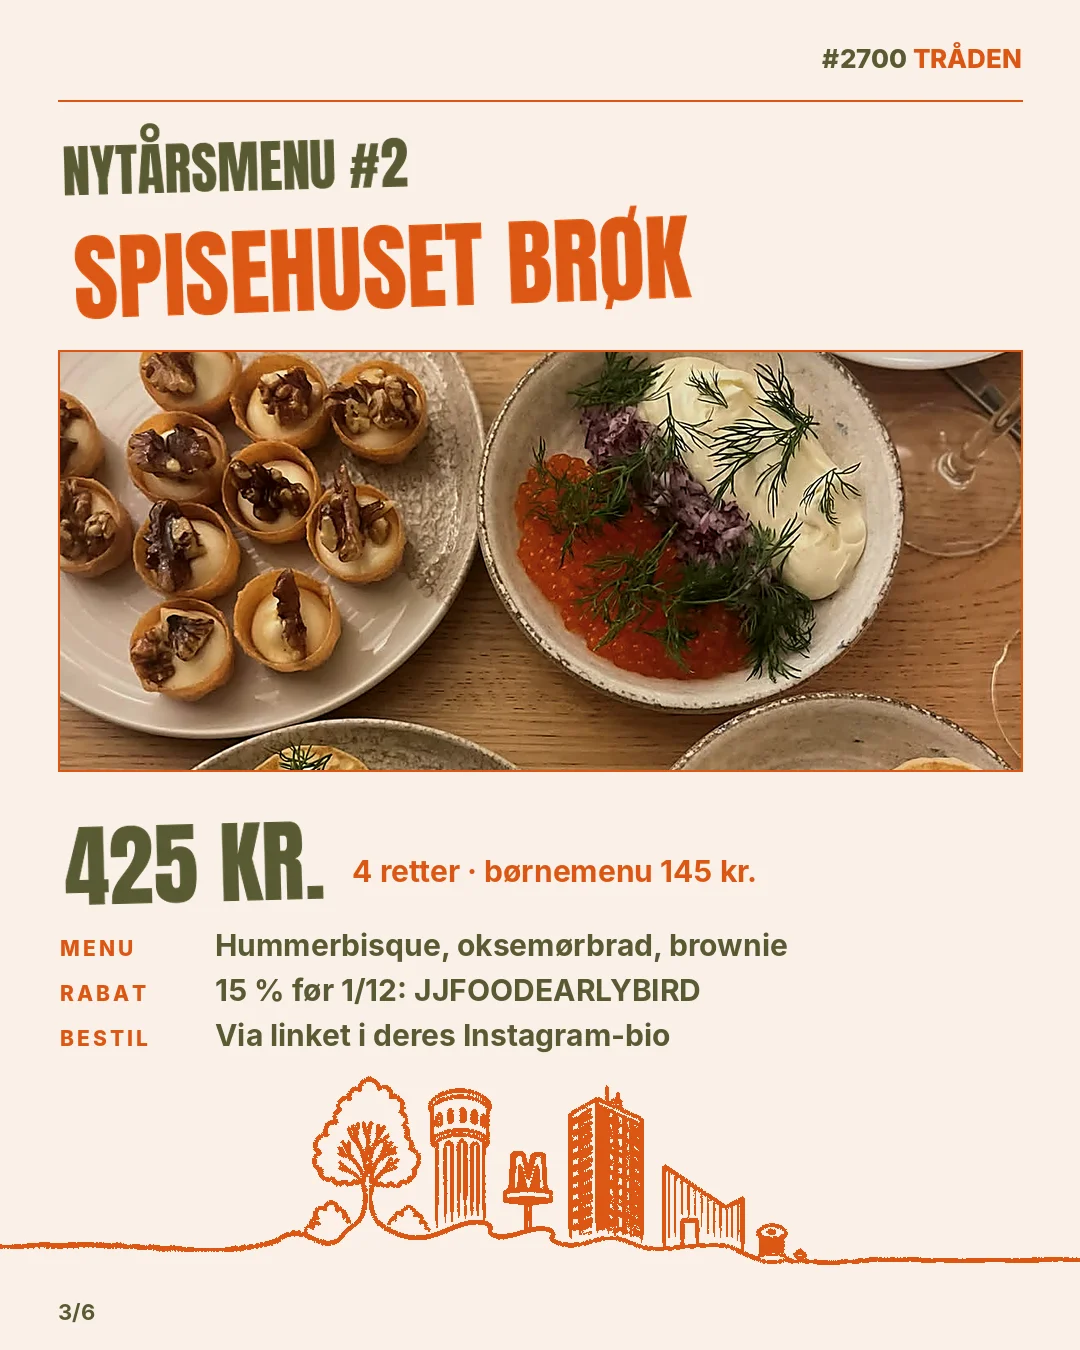 #2700 TRÅDEN
NYTÅRSMENU #2
SPISEHUSET BRØK
425 KR.
4 retter · børnemenu 145 kr.
MENU Hummerbisque, oksemørbrad, brownie
RABAT 15 % før 1/12: JJFOODEARLYBIRD
BESTIL Via linket i deres Instagram-bio
M
3/6